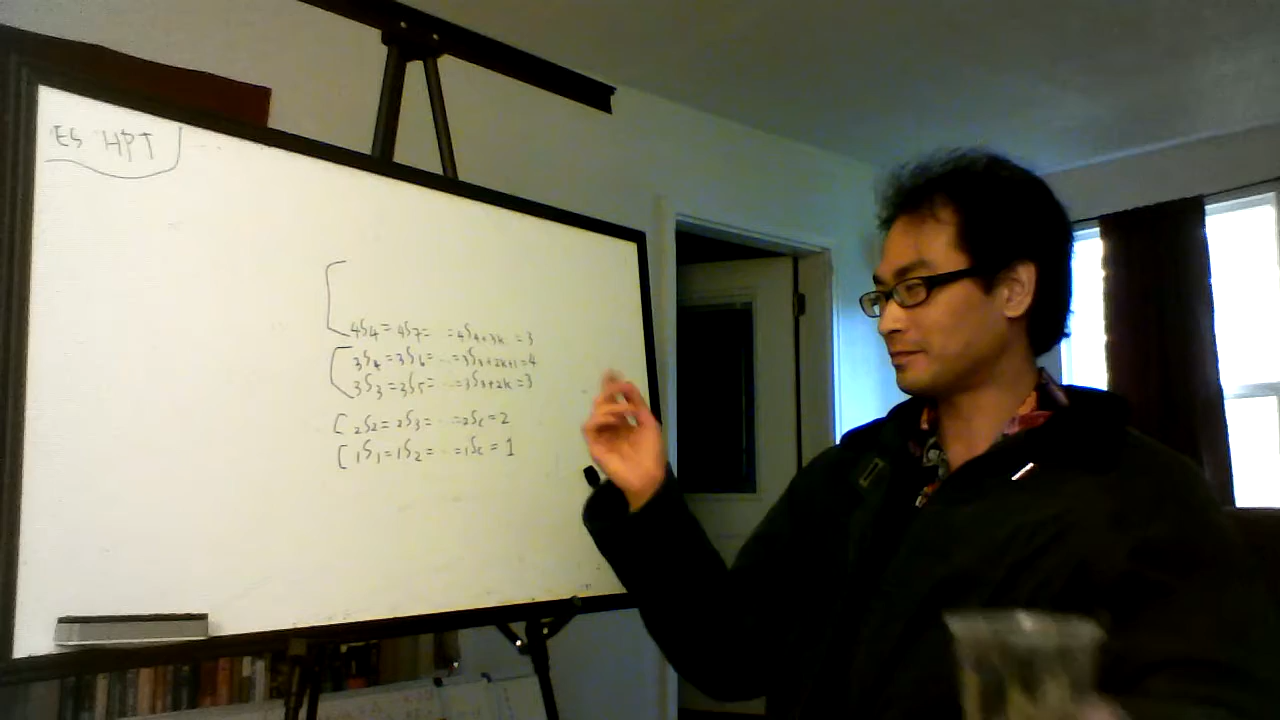 ES HPT
4S4 = 4S7 = ... = 4S4+3k = 3
3S4 = 3S6 = ... = 3S3+2k+1 = 4
3S3 = 3S5 = ... = 3S3+2k = 3
2S2 = 2S3 = ... = 2Sc = 2
1S1 = 1S2 = ... = 1Sc = 1